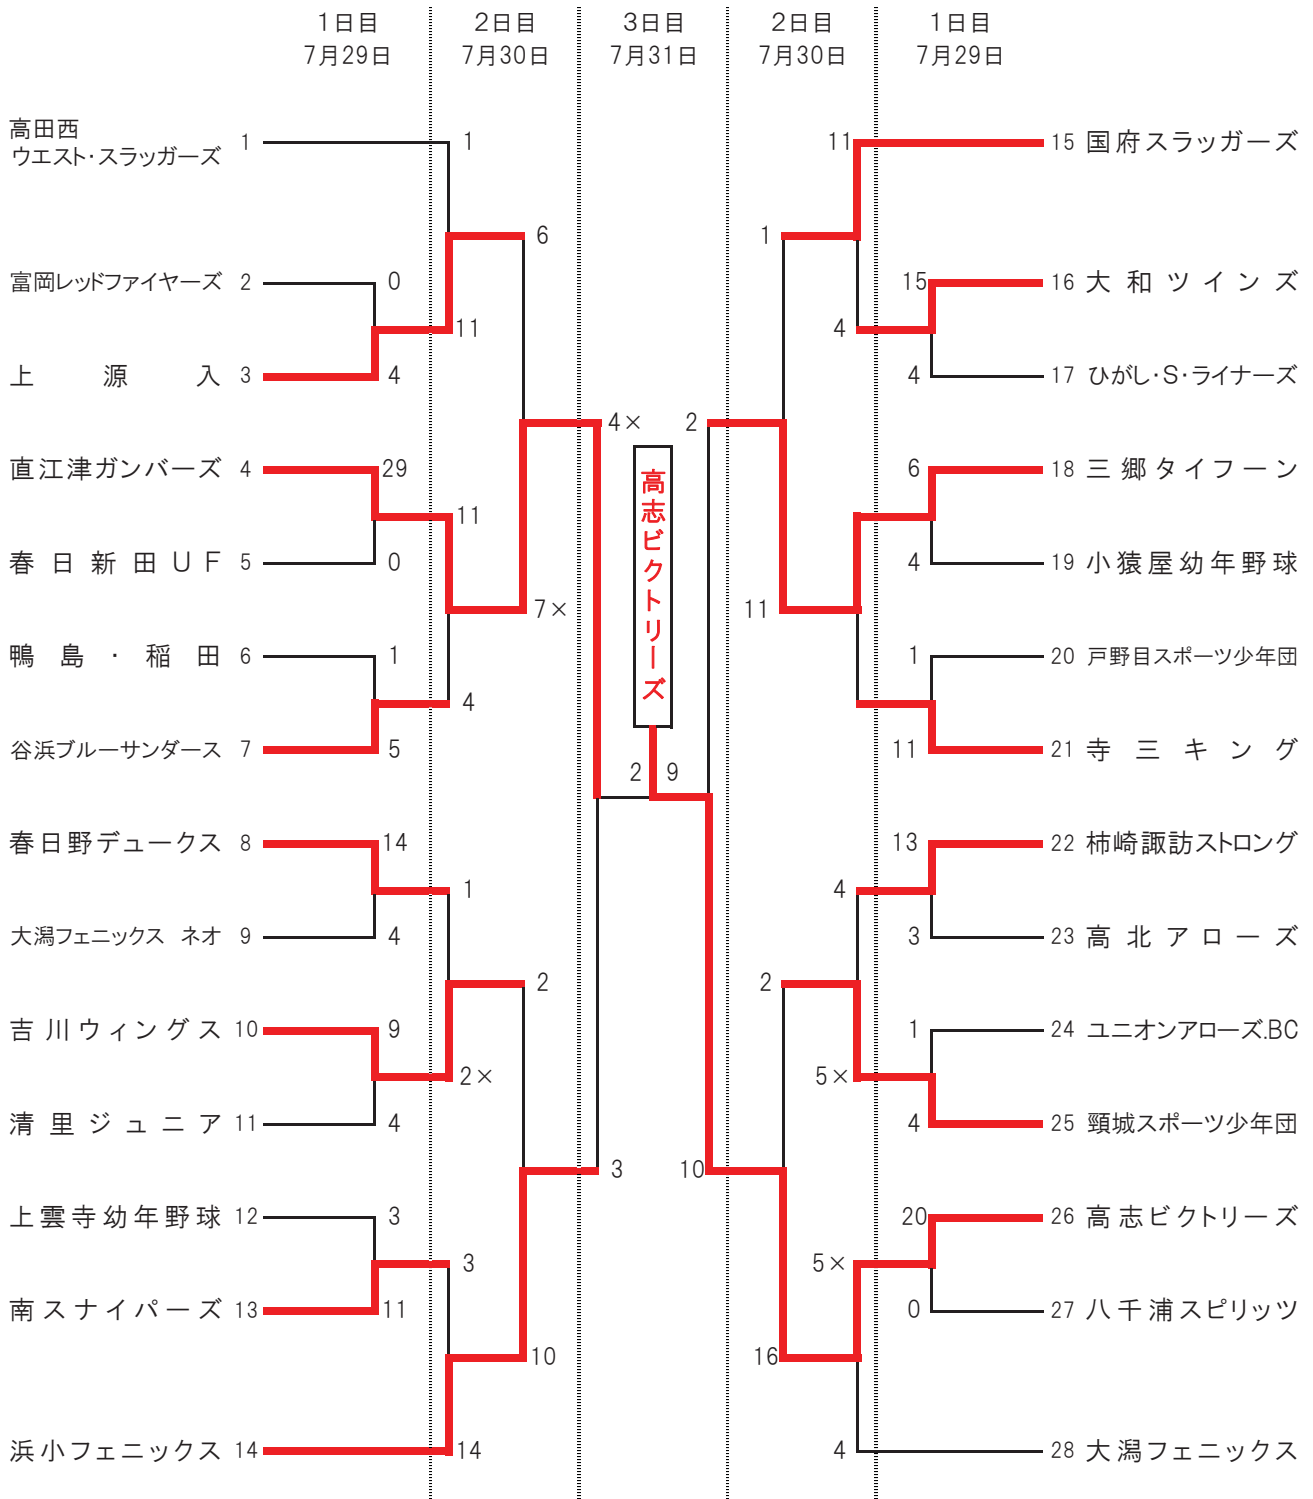 1日目 2日目 3日目 2日目 1日目
7月29日 7月30日 7月31日 7月30日 7月29日
高田西
ウエスト・スラッガーズ 1
1
11
15 国府スラッガーズ
6
1
富岡レッドファイヤーズ 2
0
15
16 大和ツインズ
11
4
上源入 3
4
4
17 ひがし・S・ライナーズ
4×
2
直江津ガンバーズ 4
29
6
18 三郷タイフーン
11
春日新田UF 5
0
4
19 小猿屋幼年野球
7×
11
鴨島・稲田 6
1
1
20 戸野目スポーツ少年団
4
谷浜ブルーサンダース 7
5
11
21 寺三キング
高志ビクトリーズ
2 9
春日野デュークス 8
14
13
22 柿崎諏訪ストロング
1
4
大潟フェニックス ネオ 9
4
3
23 高北アローズ
2
2
吉川ウィングス 10
9
1
24 ユニオンアローズ.BC
2×
5×
清里ジュニア 11
4
4
25 頸城スポーツ少年団
3
10
上雲寺幼年野球 12
3
20
26 高志ビクトリーズ
3
5×
南スナイパーズ 13
11
0
27 八千浦スピリッツ
10
16
浜小フェニックス 14
14
4
28 大潟フェニックス